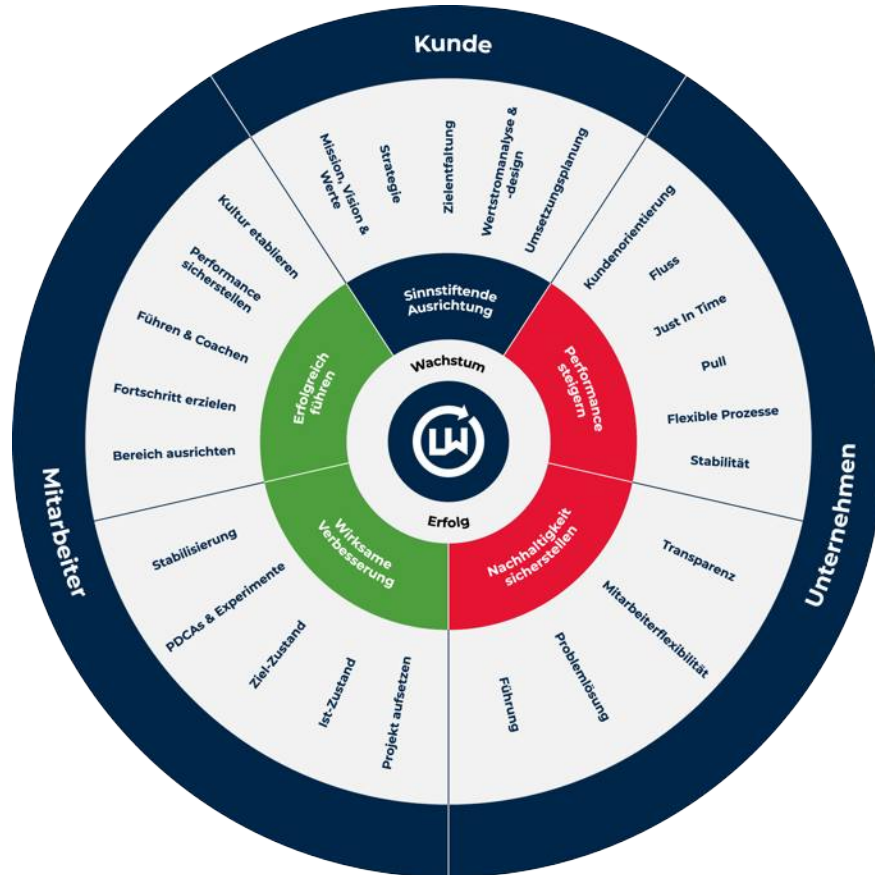 Kunde
Mission, Vision &
Werte
Strategie
Zielentfaltung
Wertstromanalyse &
-design
Umsetzungsplanung
Sinnstiftende
Ausrichtung
Unternehmen
Kundenorientierung
Fluss
Just In Time
Pull
Flexible Prozesse
Stabilität
Performance
steigern
Transparenz
Mitarbeiterflexibilität
Problemlösung
Führung
Nachhaltigkeit
sicherstellen
Mitarbeiter
Projekt aufsetzen
Ist-Zustand
Ziel-Zustand
PDCAs & Experimente
Stabilisierung
Wirksame
Verbesserung
Bereich ausrichten
Fortschritt erzielen
Führen & Coachen
Performance
sicherstellen
Kultur etablieren
Erfolgreich
führen
Wachstum
UW
Erfolg